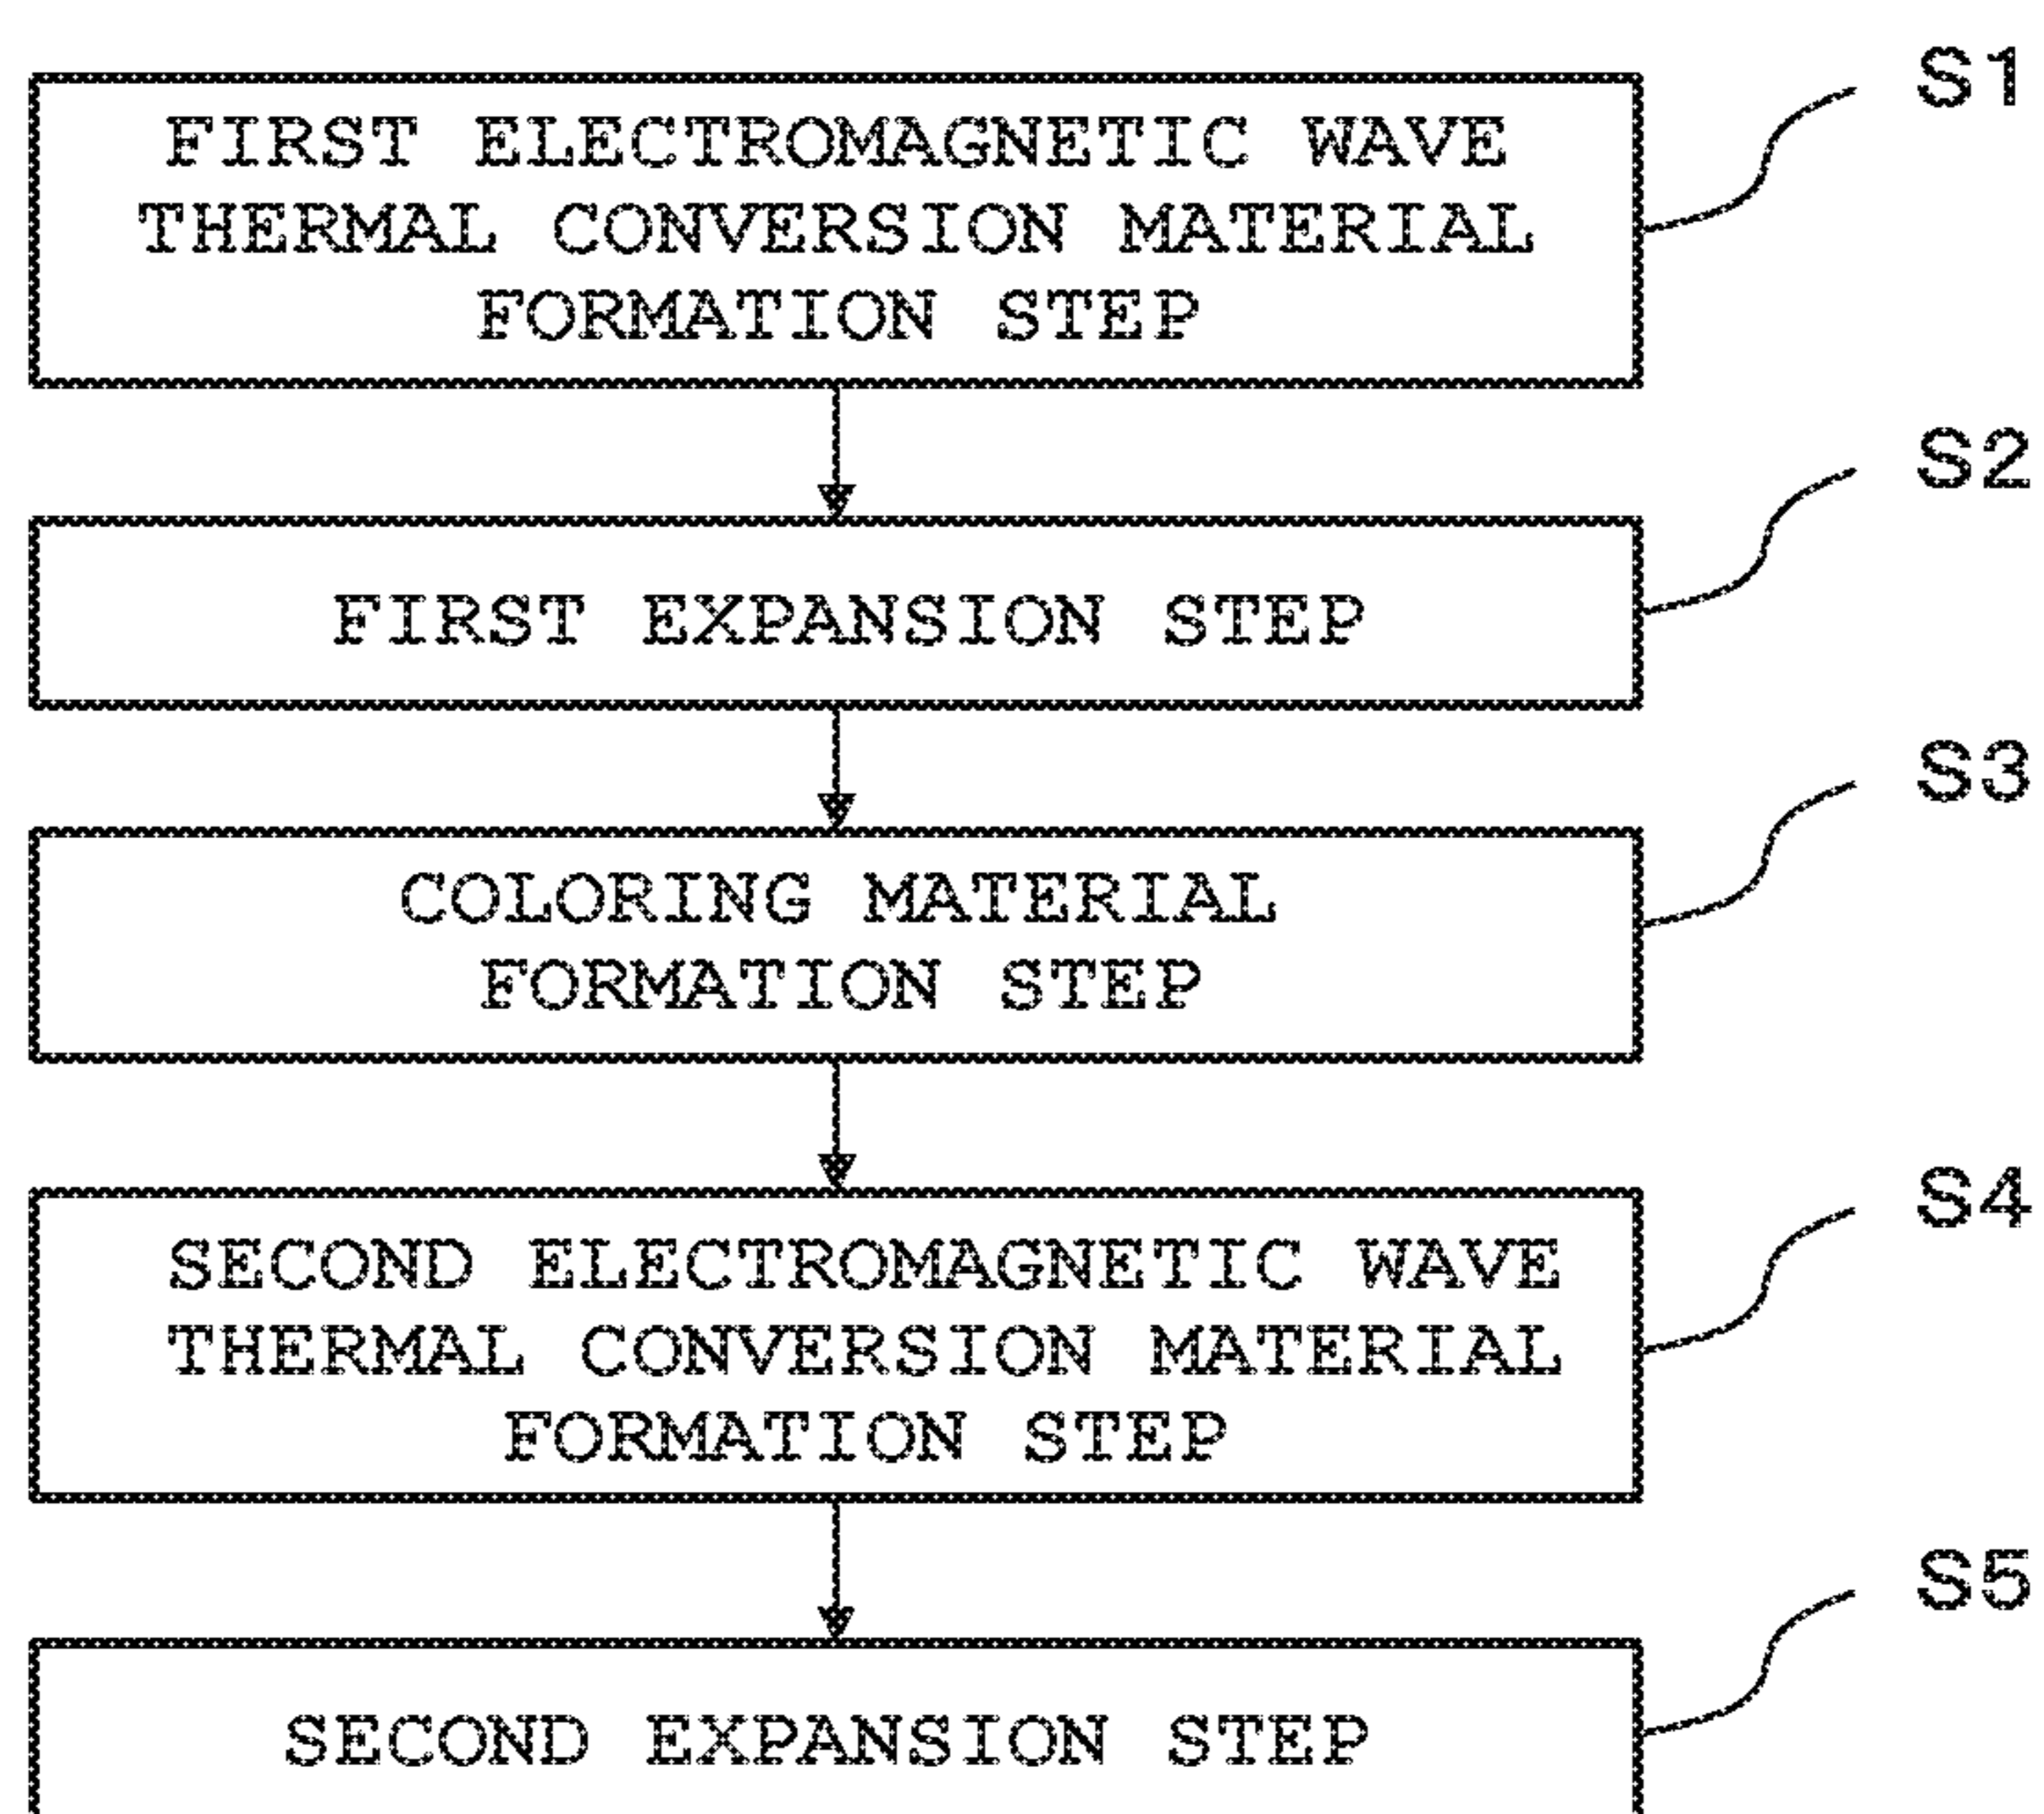 S1
FIRST ELECTROMAGNETIC WAVE
THERMAL CONVERSION MATERIAL
FORMATION STEP
S2
FIRST EXPANSION STEP
S3
COLORING MATERIAL
FORMATION STEP
S4
SECOND ELECTROMAGNETIC WAVE
THERMAL CONVERSION MATERIAL
FORMATION STEP
S5
SECOND EXPANSION STEP